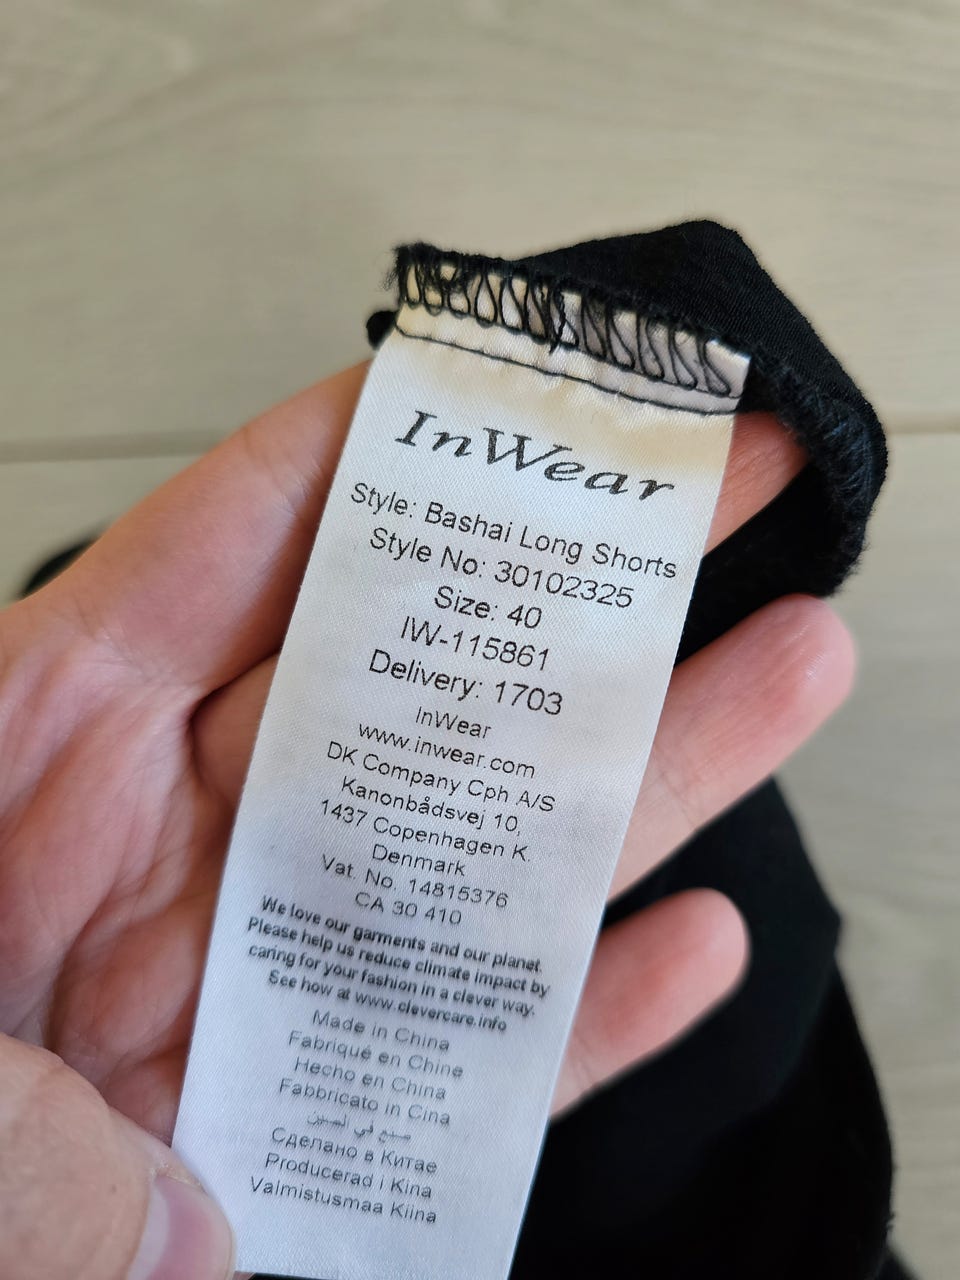 InWear
Style: Bashai Long Shorts
Style No: 30102325
Size: 40
IW-115861
Delivery: 1703
InWear
www.inwear.com
DK Company Cph A/S
Kanonbådsvej 10,
1437 Copenhagen K.
Denmark
Vat. No. 14815376
CA 30 410
We love our garments and our planet.
Please help us reduce climate impact by
caring for your fashion in a clever way.
See how at www.clevercare.info
Made in China
Fabriqué en Chine
Hecho en China
Fabbricato in Cina
صنع في الصين
Сделано в Китае
Producerad i Kina
Valmistusmaa Kiina